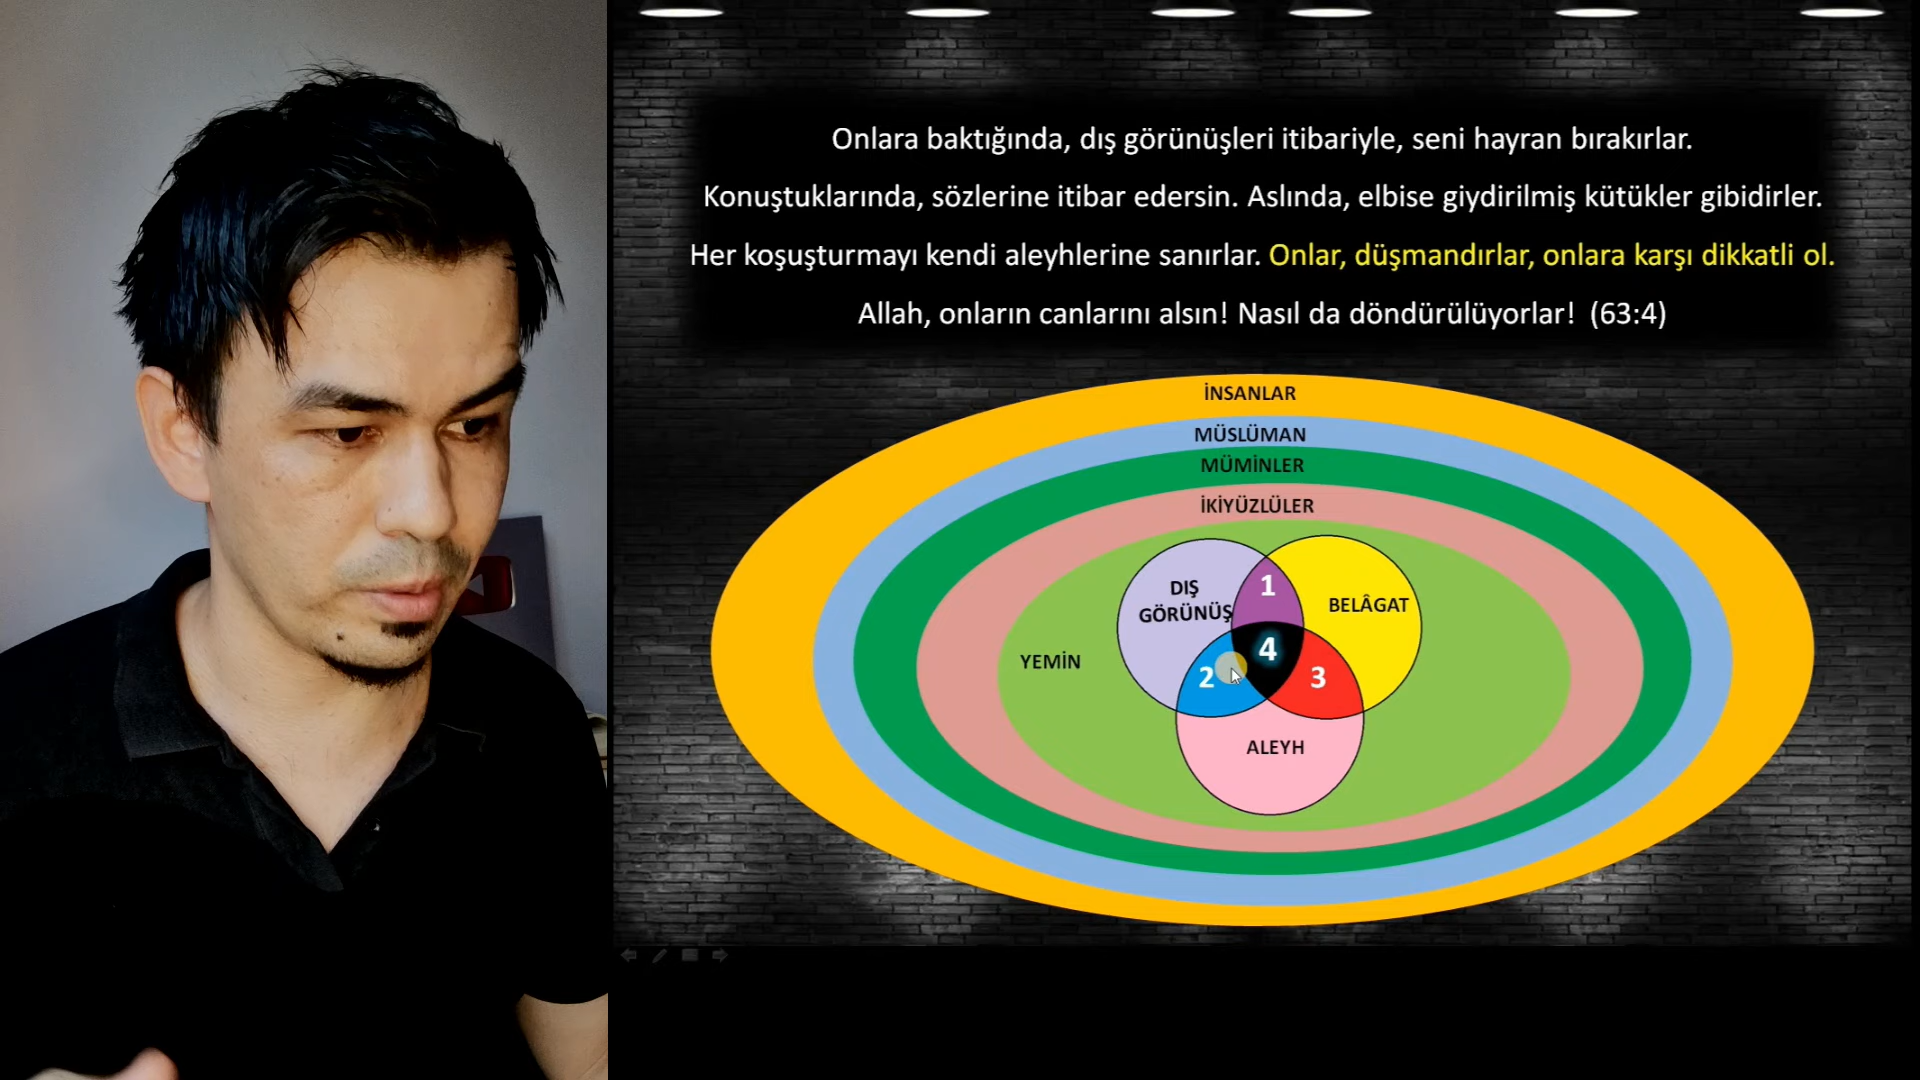 Onlara baktığında, dış görünüşleri itibariyle, seni hayran bırakırlar.
Konuştuklarında, sözlerine itibar edersin. Aslında, elbise giydirilmiş kütükler gibidirler.
Her koşuşturmayı kendi aleyhlerine sanırlar. Onlar, düşmandırlar, onlara karşı dikkatli ol.
Allah, onların canlarını alsın! Nasıl da döndürülüyorlar! (63:4)
İNSANLAR
MÜSLÜMAN
MÜMİNLER
İKİYÜZLÜLER
DIŞ
GÖRÜNÜŞ
1
BELÂGAT
YEMİN
2
4
3
ALEYH